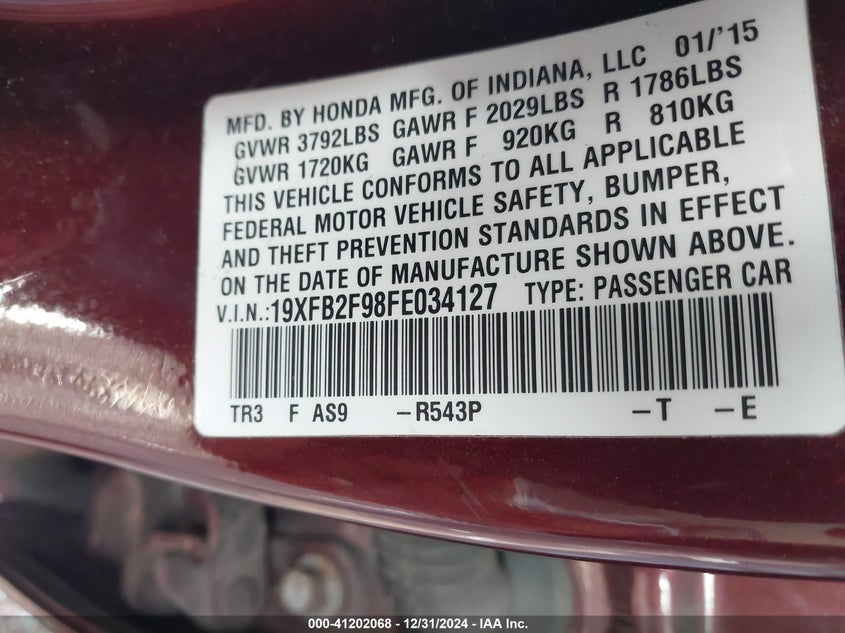 MFD. BY HONDA MFG. OF INDIANA, LLC 01/'15
GVWR 3792LBS GAWR F 2029LBS R 1786LBS
GVWR 1720KG GAWR F 920KG R 810KG
THIS VEHICLE CONFORMS TO ALL APPLICABLE
FEDERAL MOTOR VEHICLE SAFETY, BUMPER,
AND THEFT PREVENTION STANDARDS IN EFFECT
ON THE DATE OF MANUFACTURE SHOWN ABOVE.
V.I.N.:19XFB2F98FE034127 TYPE: PASSENGER CAR
TR3 F AS9 -R543P -T -E
000-41202068 - 12/31/2024 - IAA Inc.